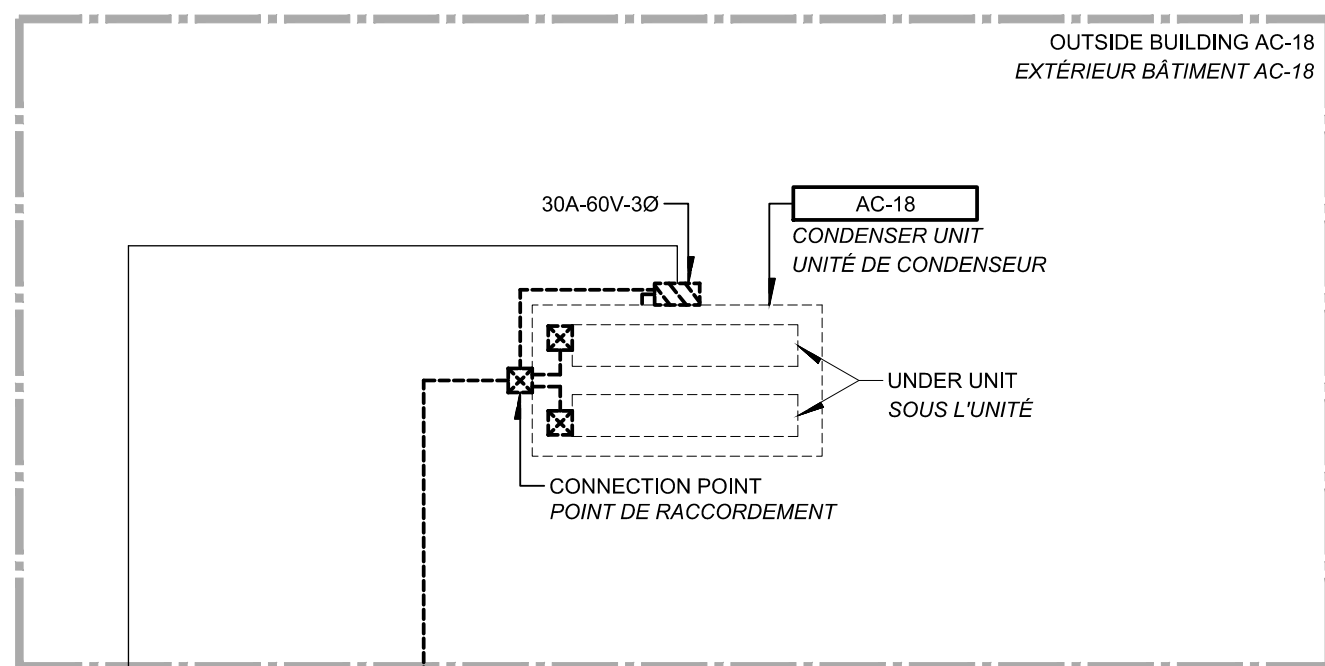 OUTSIDE BUILDING AC-18
EXTÉRIEUR BÂTIMENT AC-18
30A-60V-3Ø
AC-18
CONDENSER UNIT
UNITÉ DE CONDENSEUR
UNDER UNIT
SOUS L'UNITÉ
CONNECTION POINT
POINT DE RACCORDEMENT